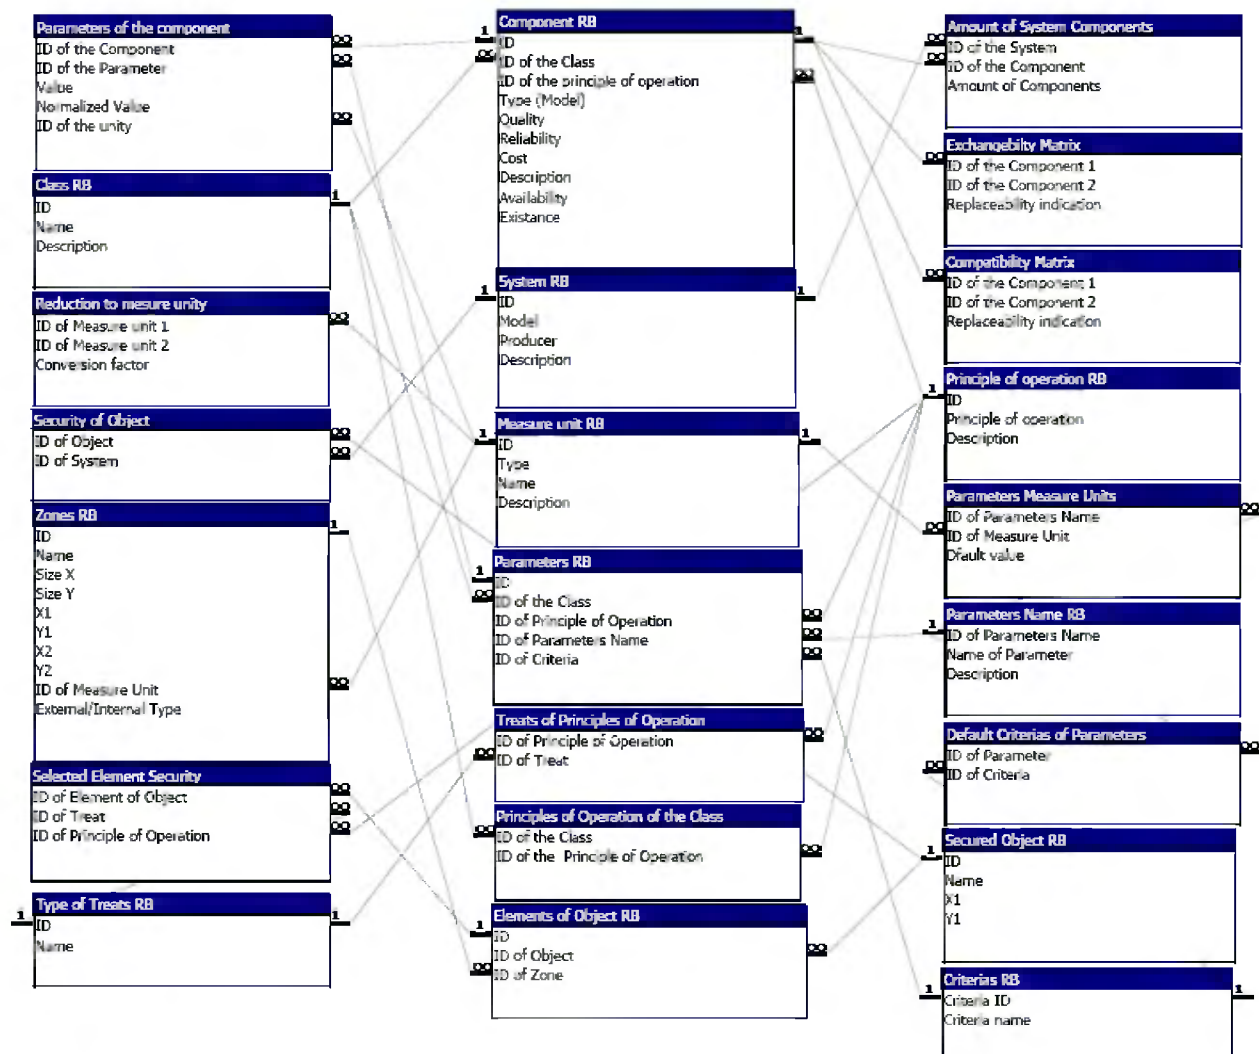 Parameters of the component
ID of the Component
ID of the Parameter
Value
Normalized Value
ID of the unity
Class RB
ID
Name
Description
Reduction to mesure unity
ID of Measure unit 1
ID of Measure unit 2
Conversion factor
Security of Object
ID of Object
ID of System
Zones RB
ID
Name
Size X
Size Y
X1
Y1
X2
Y2
ID of Measure Unit
External/Internal Type
Selected Element Security
ID of Element of Object
ID of Treat
ID of Principle of Operation
Type of Treats RB
ID
Name
Component RB
ID
ID of the Class
ID of the principle of operation
Type (Model)
Quality
Reliability
Cost
Description
Availability
Existance
System RB
ID
Model
Producer
Description
Measure unit RB
ID
Type
Name
Description
Parameters RB
ID
ID of the Class
ID of Principle of Operation
ID of Parameters Name
ID of Criteria
Treats of Principles of Operation
ID of Principle of Operation
ID of Treat
Principles of Operation of the Class
ID of the Class
ID of the Principle of Operation
Elements of Object RB
ID
ID of Object
ID of Zone
Amount of System Components
ID of the System
ID of the Component
Amount of Components
Exchangebilty Matrix
ID of the Component 1
ID of the Component 2
Replaceability indication
Compatibility Matrix
ID of the Component 1
ID of the Component 2
Replaceability indication
Principle of operation RB
ID
Principle of operation
Description
Parameters Measure Units
ID of Parameters Name
ID of Measure Unit
Dfault value
Parameters Name RB
ID of Parameters Name
Name of Parameter
Description
Default Criterias of Parameters
ID of Parameter
ID of Criteria
Secured Object RB
ID
Name
X1
Y1
Criterias RB
Criteria ID
Criteria name